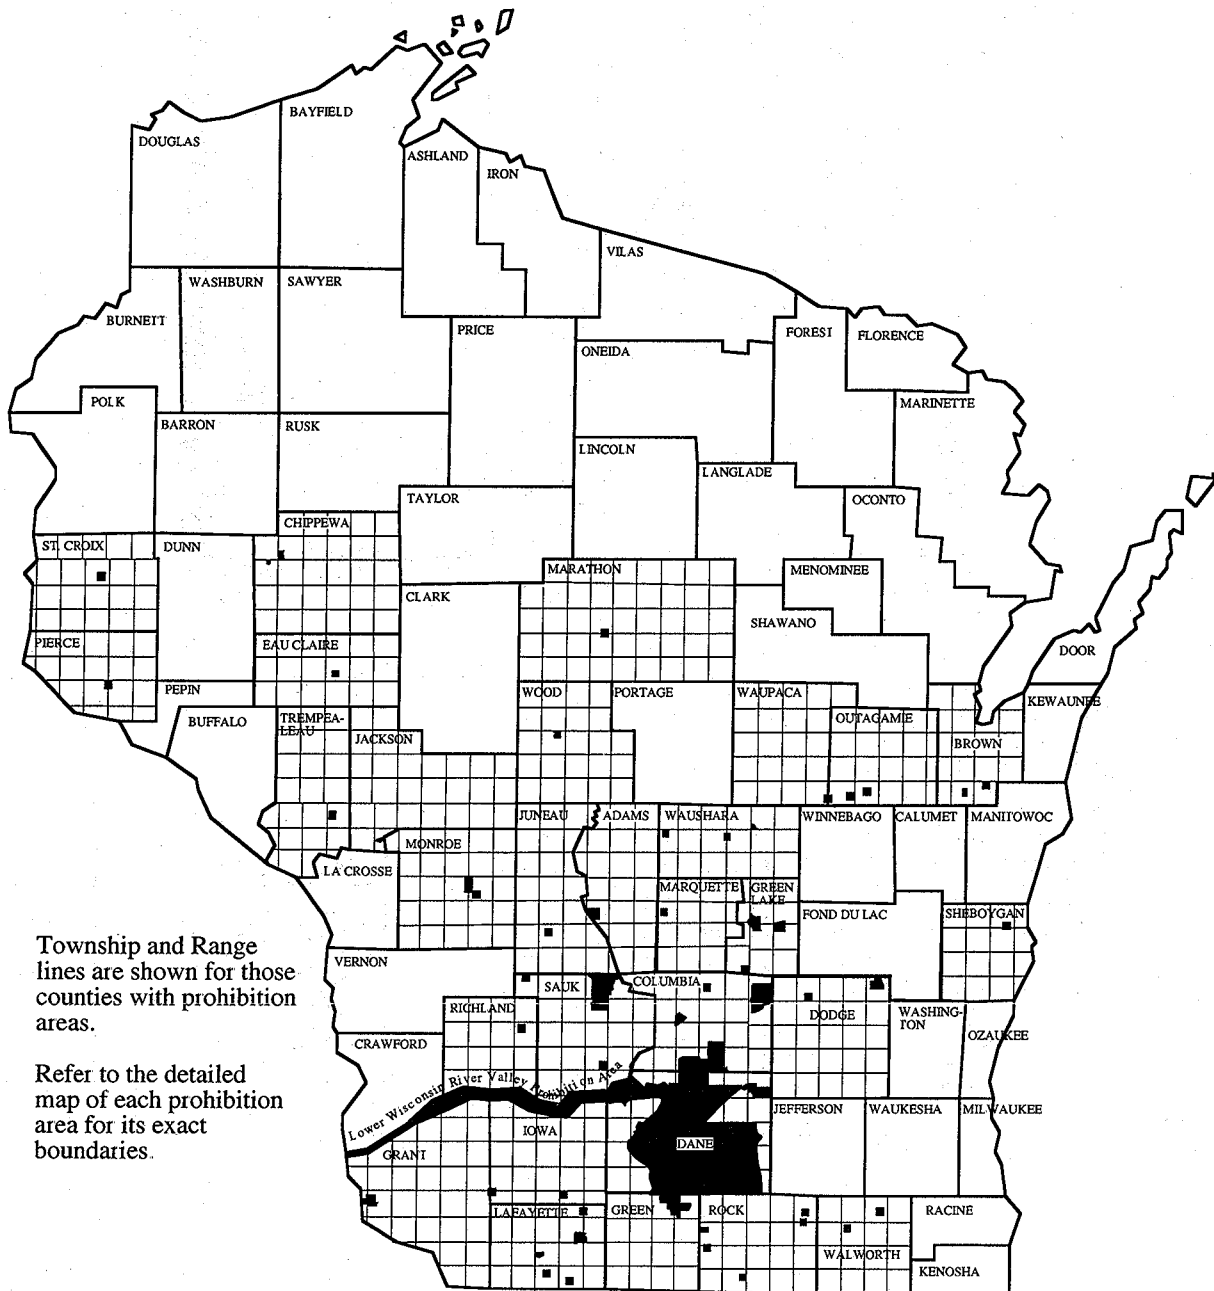 BAYFIELD
DOUGLAS
ASHLAND
IRON
VILAS
WASHBURN
SAWYER
BURNETT
PRICE
FOREST
FLORENCE
ONEIDA
POLK
MARINETTE
BARRON
RUSK
LINCOLN
LANGLADE
TAYLOR
OCONTO
CHIPPEWA
ST. CROIX
DUNN
MARATHON
MENOMINEE
CLARK
SHAWANO
PIERCE
EAU CLAIRE
DOOR
PEPIN
WOOD
PORTAGE
WAUPACA
KEWAUNEE
BUFFALO
TREMPEA-
LEAU
OUTAGAMIE
JACKSON
BROWN
JUNEAU
ADAMS
WAUSHARA
WINNEBAGO
CALUMET
MANITOWOC
MONROE
LA CROSSE
MARQUETTE
GREEN
LAKE
FOND DU LAC
SHEBOYGAN
Township and Range
lines are shown for those
counties with prohibition
areas.
VERNON
SAUK
COLUMBIA
RICHLAND
DODGE
WASHING-
TON
OZAUKEE
CRAWFORD
Refer to the detailed
map of each prohibition
area for its exact
boundaries.
Lower Wisconsin River Valley Prohibition Area
JEFFERSON
WAUKESHA
MILWAUKEE
IOWA
DANE
GRANT
LAFAYETTE
GREEN
ROCK
RACINE
WALWORTH
KENOSHA